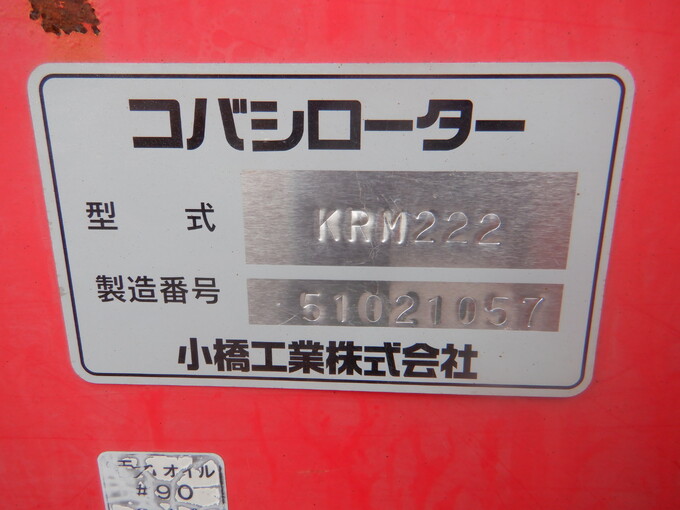 コバシローター
型 式 KRM222
製造番号 51021057
小橋工業株式会社
オイル
#90